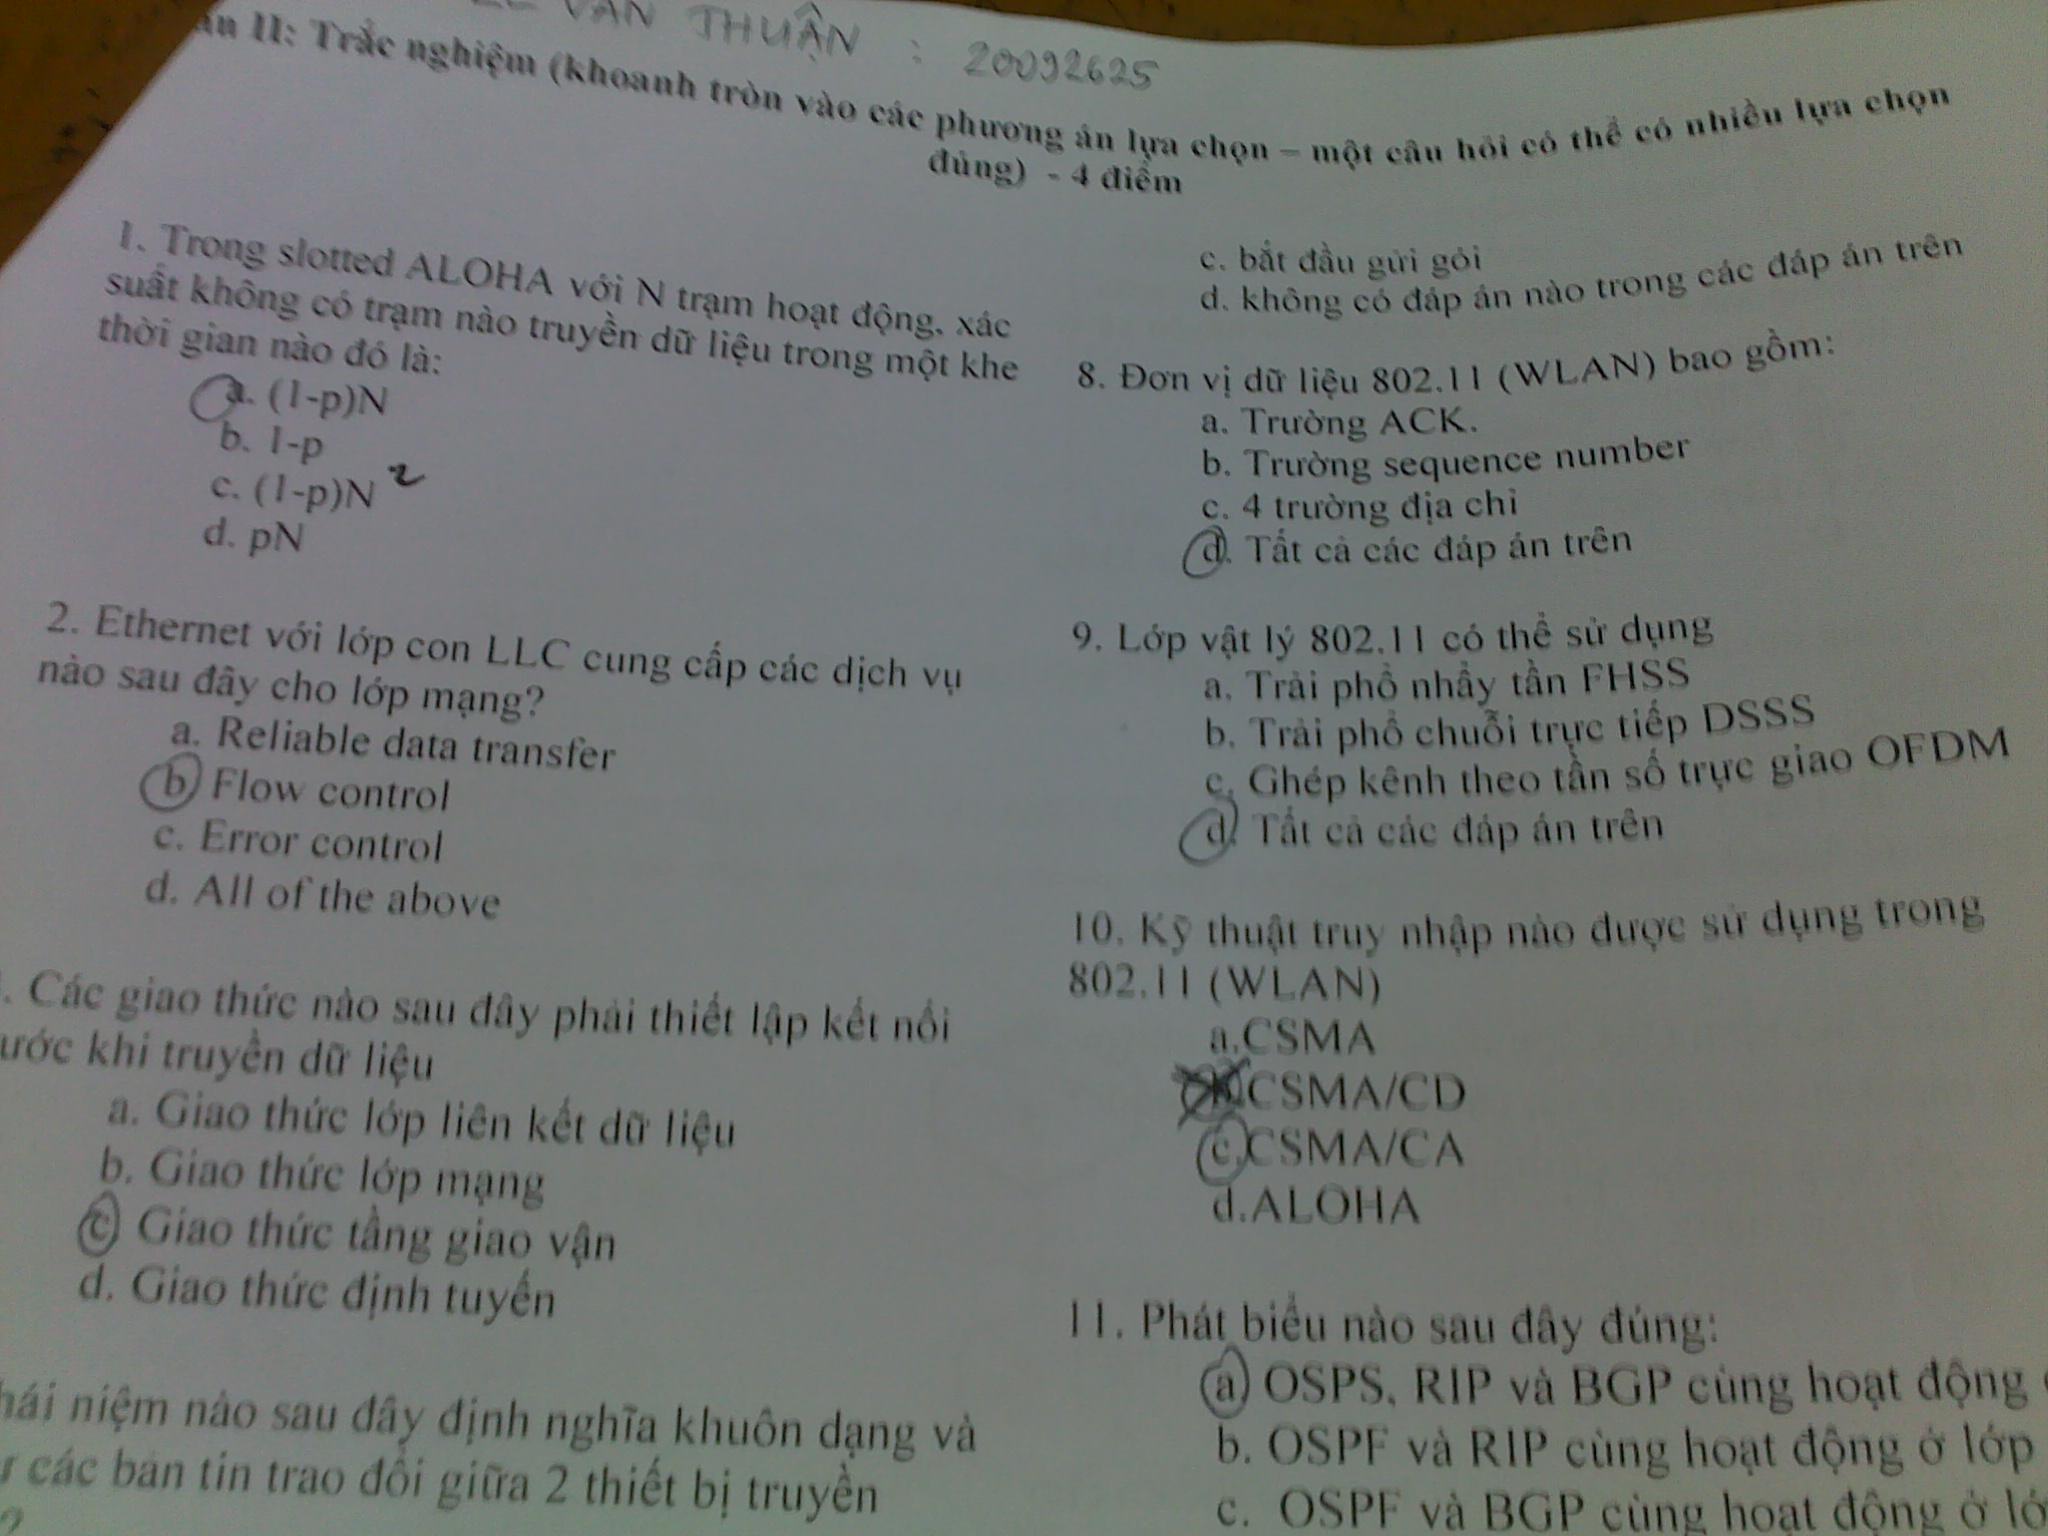 VĂN THUẬN : 20092625
II: Trắc nghiệm (khoanh tròn vào các phương án lựa chọn – một câu hỏi có thể có nhiều lựa chọn
đúng) - 4 điểm
1. Trong slotted ALOHA với N trạm hoạt động, xác
suất không có trạm nào truyền dữ liệu trong một khe
thời gian nào đó là:
a. (1-p)N
b. 1-p
c. (1-p)N 2
d. pN
2. Ethernet với lớp con LLC cung cấp các dịch vụ
nào sau đây cho lớp mạng?
a. Reliable data transfer
b. Flow control
c. Error control
d. All of the above
. Các giao thức nào sau đây phải thiết lập kết nối
ước khi truyền dữ liệu
a. Giao thức lớp liên kết dữ liệu
b. Giao thức lớp mạng
c. Giao thức tầng giao vận
d. Giao thức định tuyến
hái niệm nào sau đây định nghĩa khuôn dạng và
các bản tin trao đổi giữa 2 thiết bị truyền
c. bắt đầu gửi gói
d. không có đáp án nào trong các đáp án trên
8. Đơn vị dữ liệu 802.11 (WLAN) bao gồm:
a. Trường ACK.
b. Trường sequence number
c. 4 trường địa chỉ
d. Tất cả các đáp án trên
9. Lớp vật lý 802.11 có thể sử dụng
a. Trải phổ nhẩy tần FHSS
b. Trải phổ chuỗi trực tiếp DSSS
c. Ghép kênh theo tần số trực giao OFDM
d. Tất cả các đáp án trên
10. Kỹ thuật truy nhập nào được sử dụng trong
802.11 (WLAN)
a.CSMA
CSMA/CD
c.CSMA/CA
d.ALOHA
11. Phát biểu nào sau đây đúng:
a) OSPS, RIP và BGP cùng hoạt động
b. OSPF và RIP cùng hoạt động ở lớp
c. OSPF và BGP cùng hoạt động ở lớ